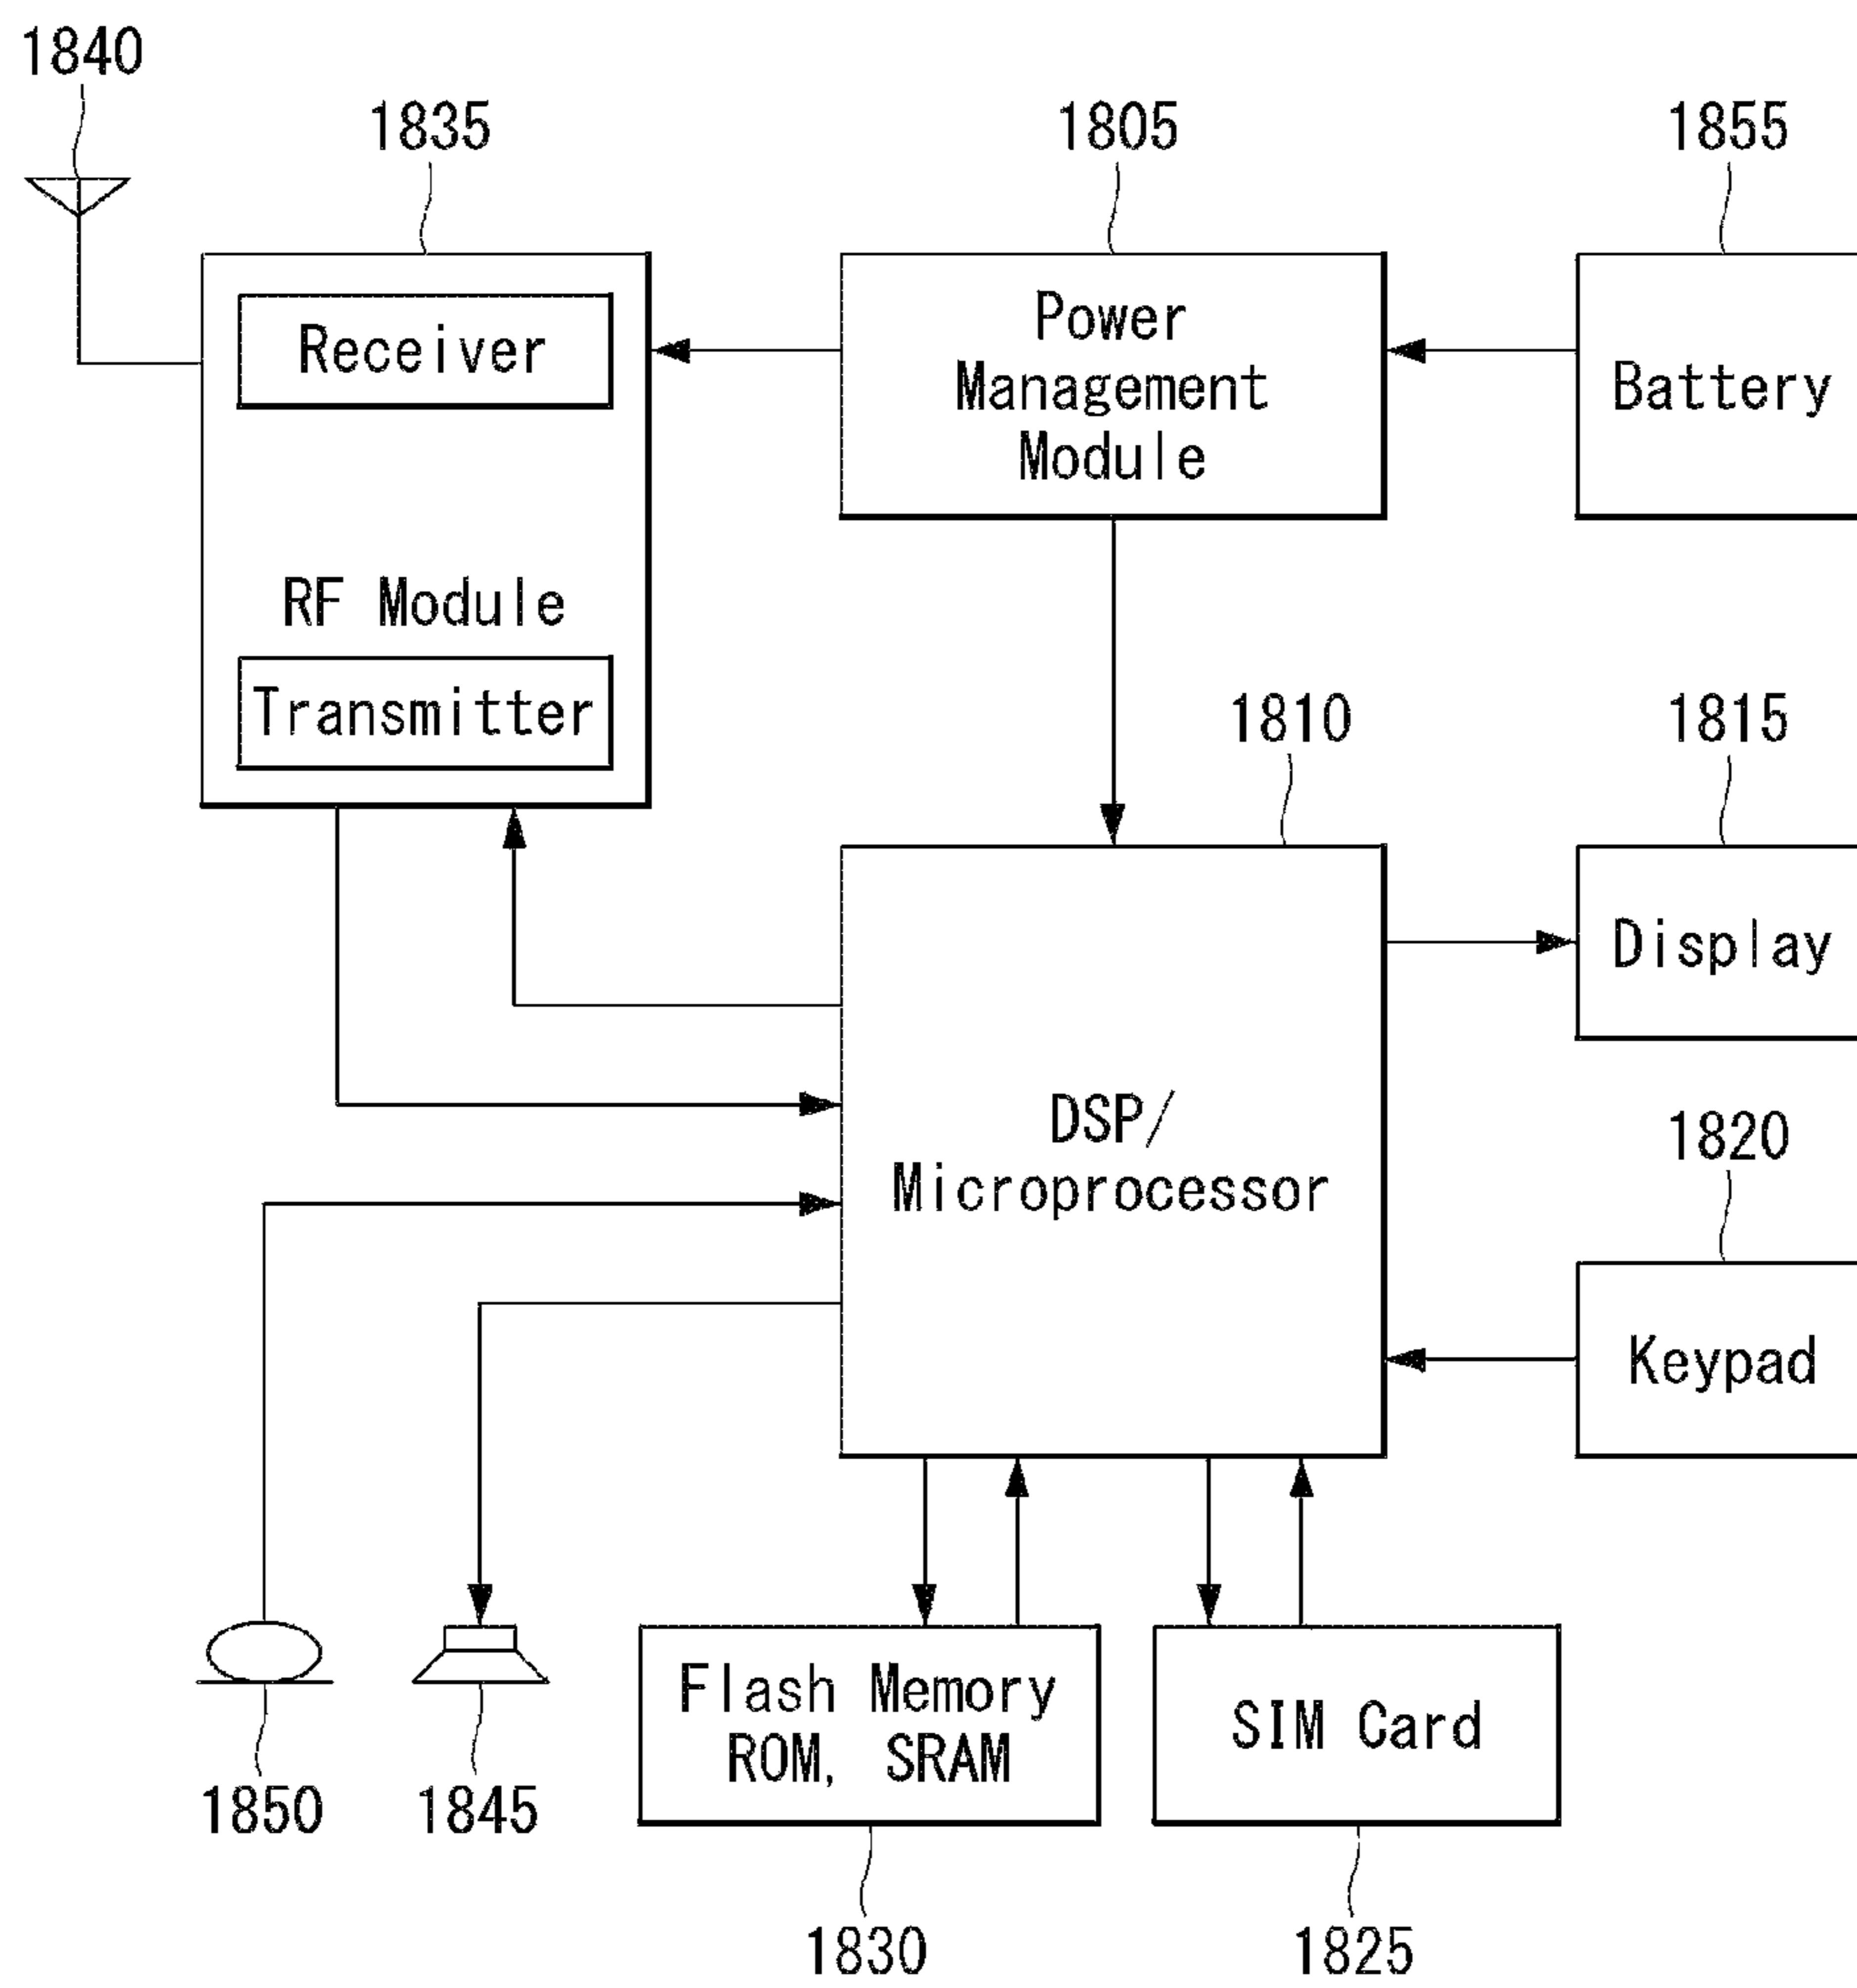 1840
1835
1805
1855
Receiver
RF Module
Transmitter
Power
Management
Module
Battery
1810
1815
DSP/
Microprocessor
Display
1820
Keypad
1850
1845
Flash Memory
ROM, SRAM
SIM Card
1830
1825